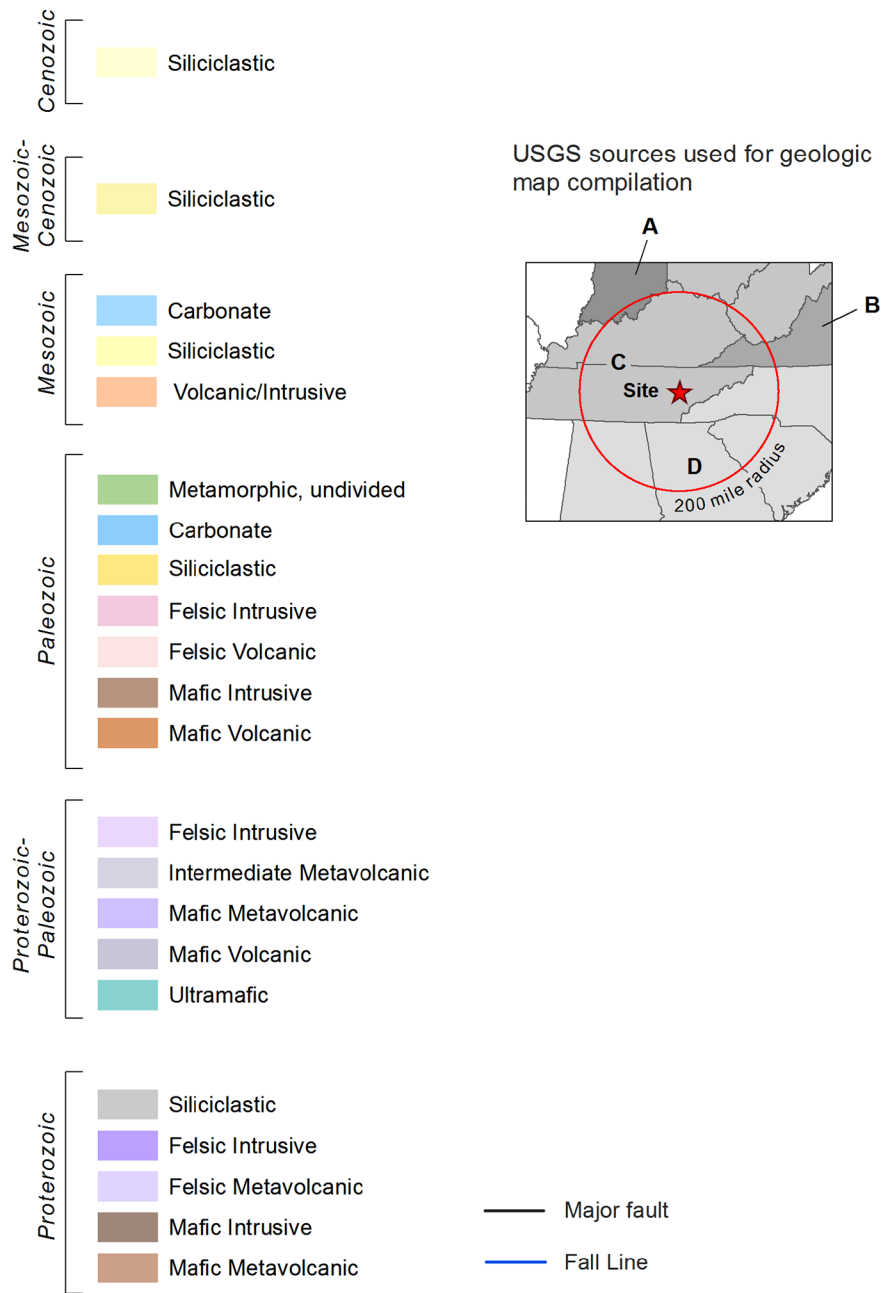 Cenozoic
Siliciclastic
Mesozoic-
Cenozoic
Siliciclastic
Mesozoic
Carbonate
Siliciclastic
Volcanic/Intrusive
Paleozoic
Metamorphic, undivided
Carbonate
Siliciclastic
Felsic Intrusive
Felsic Volcanic
Mafic Intrusive
Mafic Volcanic
Proterozoic-
Paleozoic
Felsic Intrusive
Intermediate Metavolcanic
Mafic Metavolcanic
Mafic Volcanic
Ultramafic
Proterozoic
Siliciclastic
Felsic Intrusive
Felsic Metavolcanic
Mafic Intrusive
Mafic Metavolcanic
USGS sources used for geologic
map compilation
A
B
C
Site
D
200 mile radius
Major fault
Fall Line